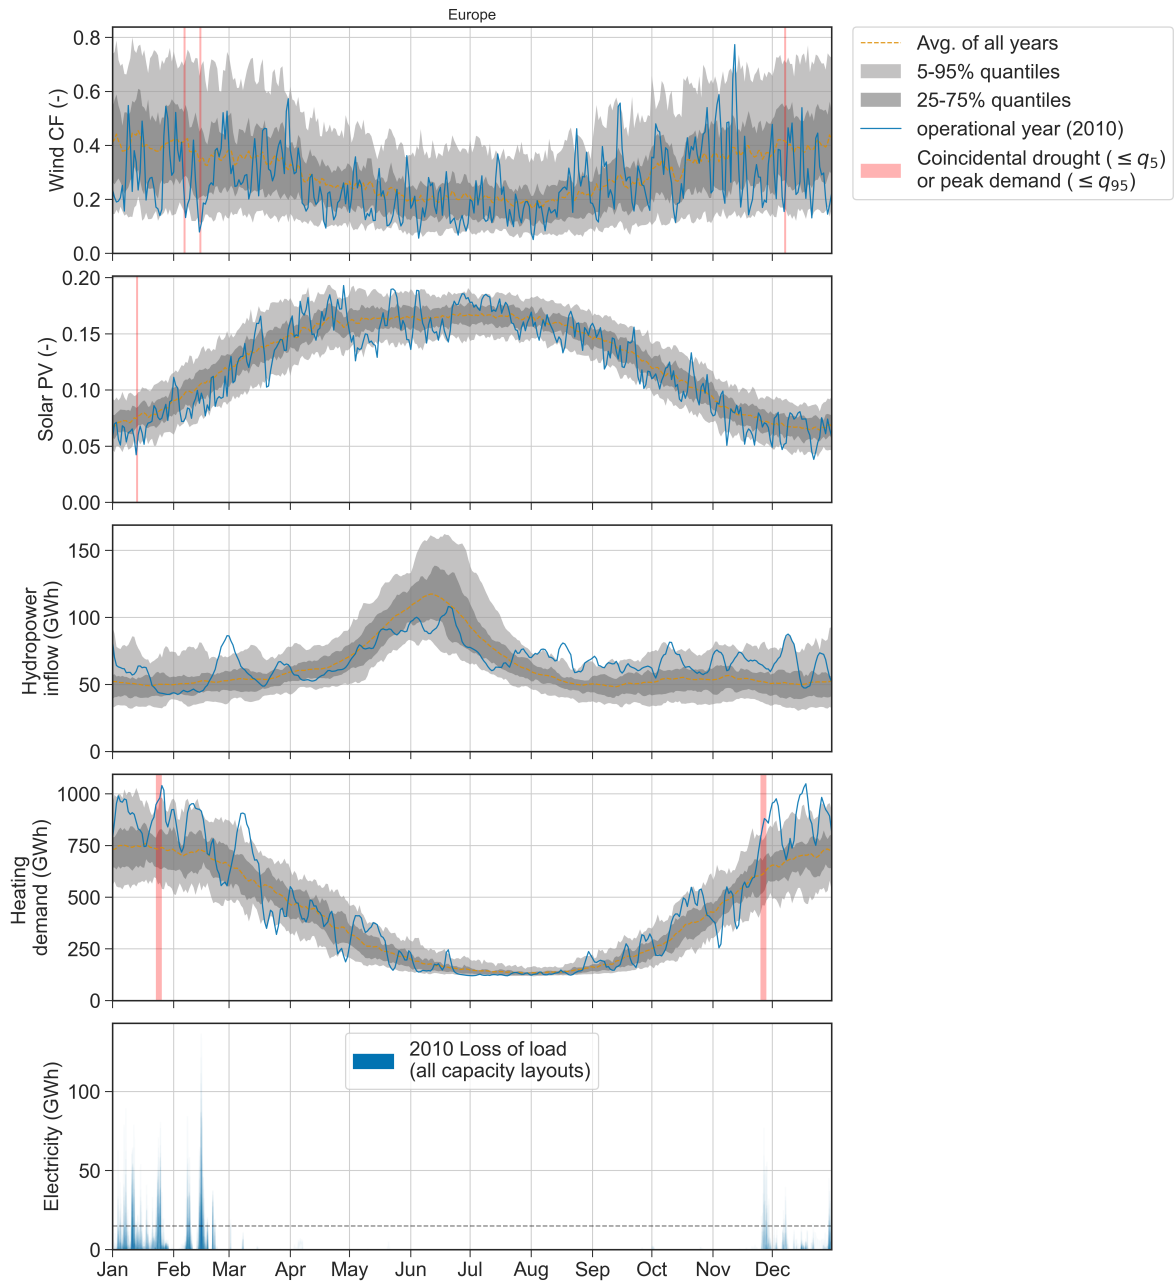 Europe
Wind CF (-)
0.8
0.6
0.4
0.2
0.0
Avg. of all years
5-95% quantiles
25-75% quantiles
operational year (2010)
Coincidental drought (≤ q₅)
or peak demand (≤ q₉₅)
Solar PV (-)
0.20
0.15
0.10
0.05
0.00
Hydropower
inflow (GWh)
150
100
50
0
Heating
demand (GWh)
1000
750
500
250
0
Electricity (GWh)
100
50
0
2010 Loss of load
(all capacity layouts)
Jan Feb Mar Apr May Jun Jul Aug Sep Oct Nov Dec